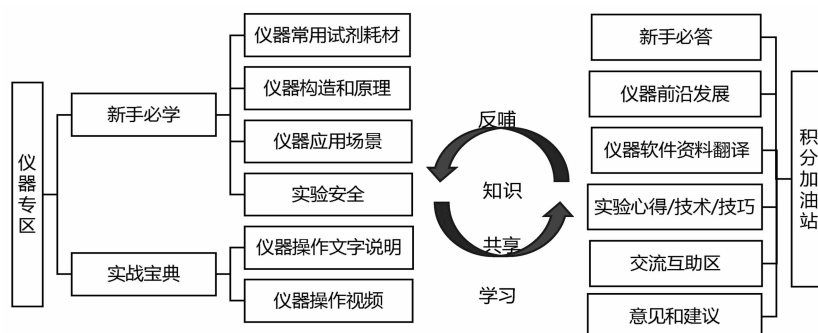 仪器专区
新手必学
仪器常用试剂耗材
仪器构造和原理
仪器应用场景
实验安全
实战宝典
仪器操作文字说明
仪器操作视频
反哺
知识
共享
学习
新手必答
仪器前沿发展
仪器软件资料翻译
实验心得/技术/技巧
交流互助区
意见和建议
积分加油站